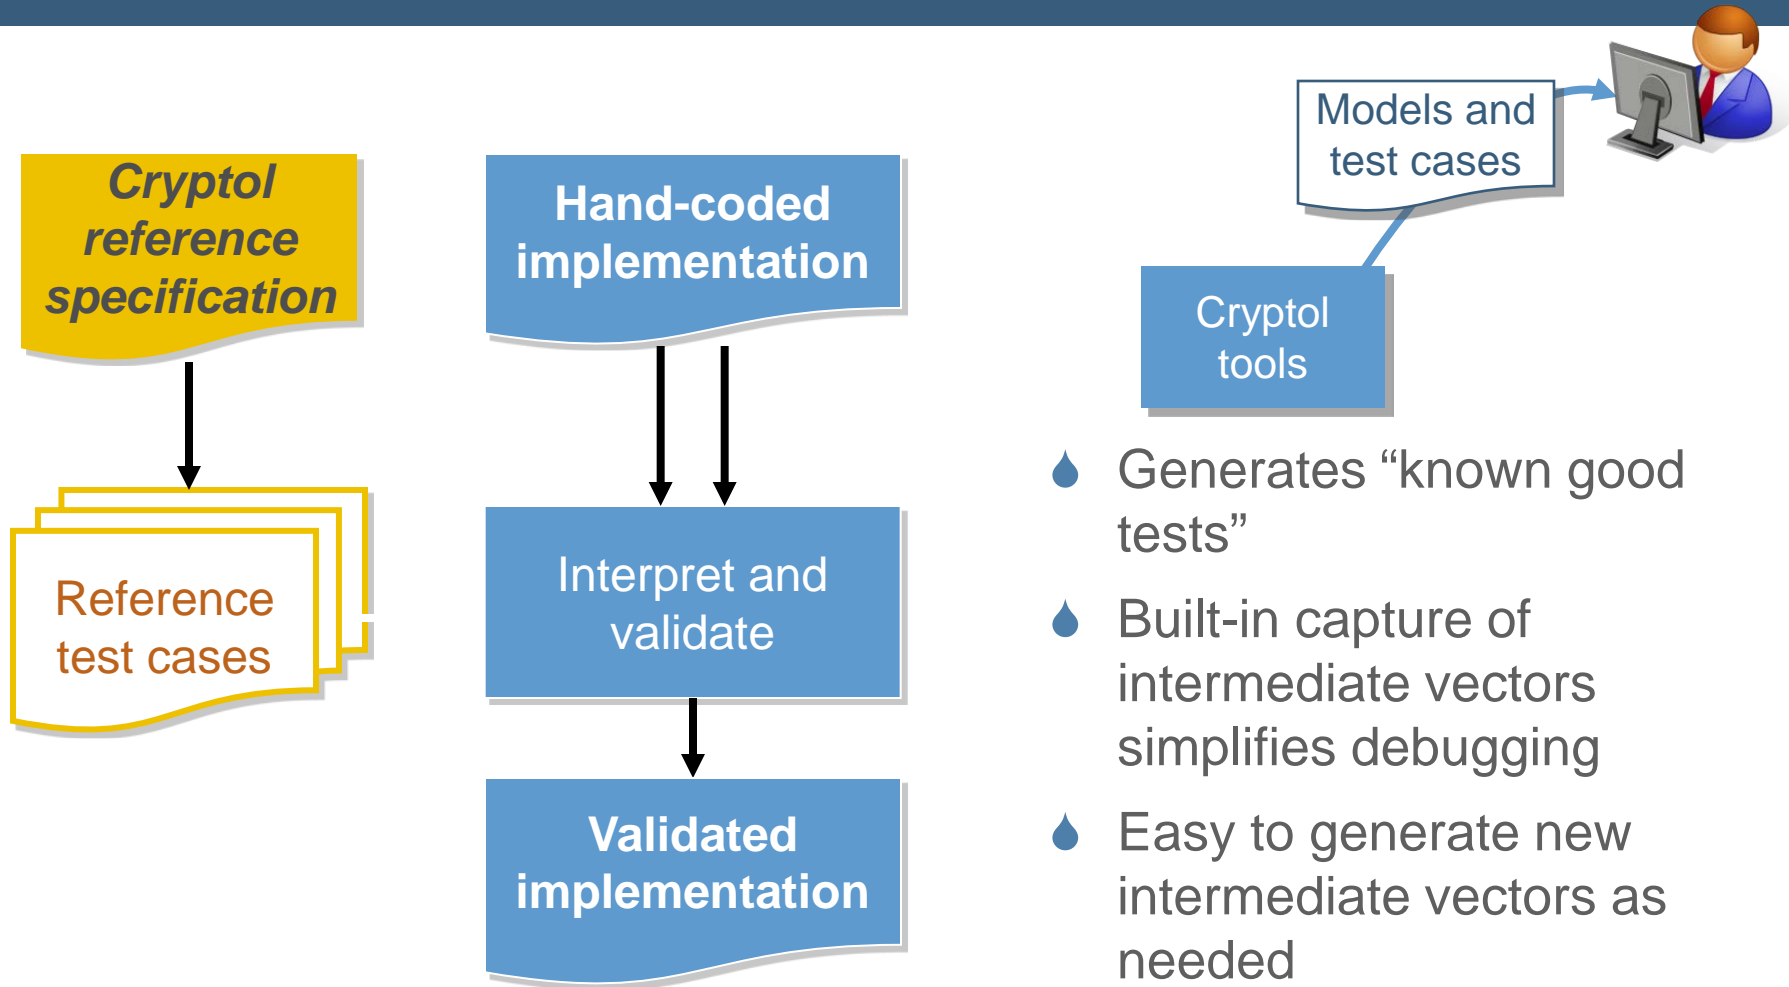 Cryptol
reference
specification
Reference
test cases
Hand-coded
implementation
Interpret and
validate
Validated
implementation
Models and
test cases
Cryptol
tools
Generates “known good
tests”
Built-in capture of
intermediate vectors
simplifies debugging
Easy to generate new
intermediate vectors as
needed